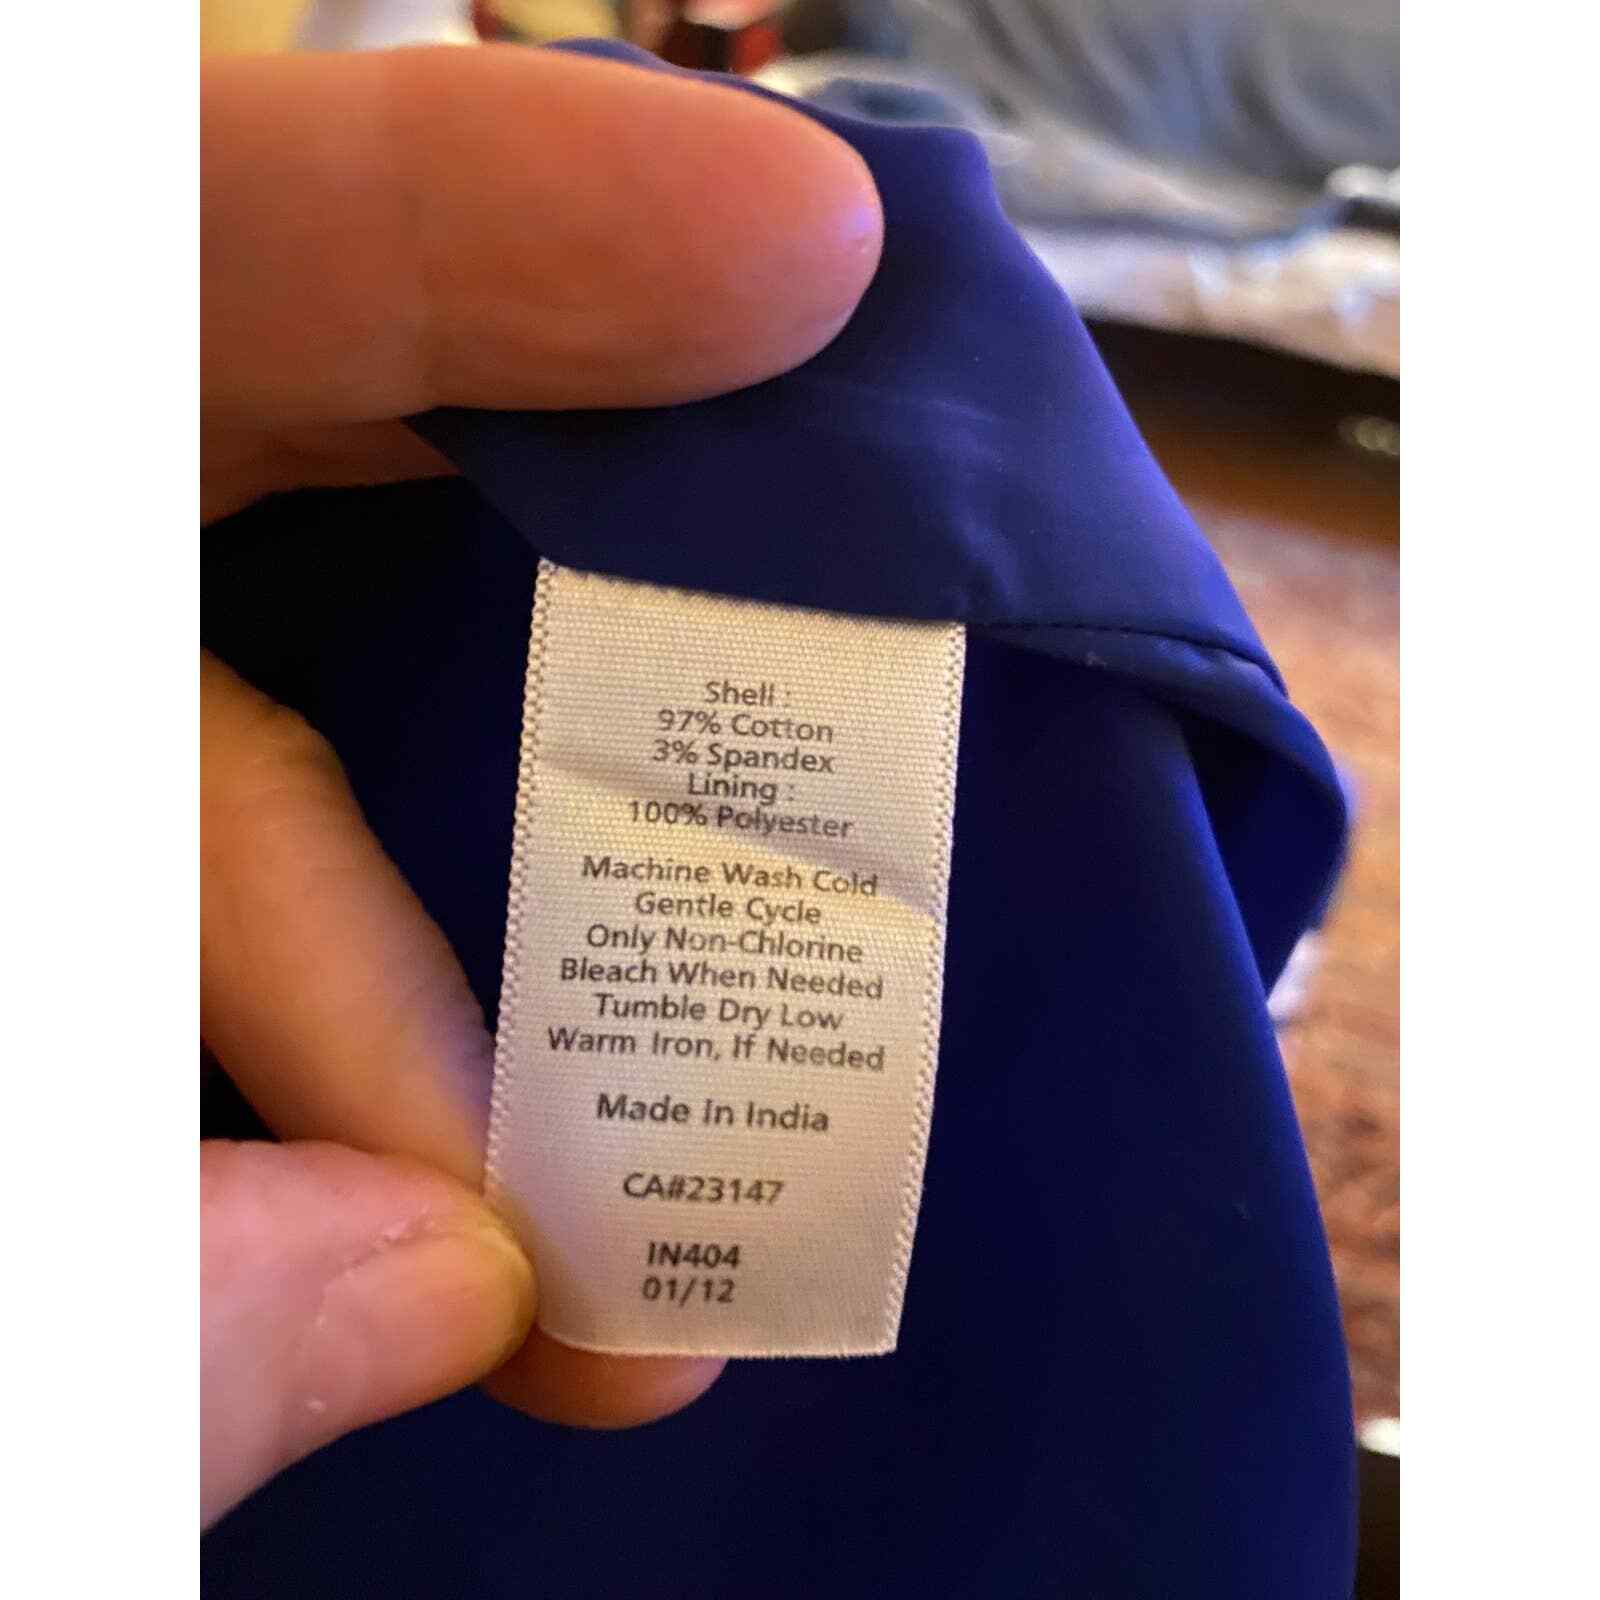 Shell :
97% Cotton
3% Spandex
Lining :
100% Polyester
Machine Wash Cold
Gentle Cycle
Only Non-Chlorine
Bleach When Needed
Tumble Dry Low
Warm Iron, If Needed
Made In India
CA#23147
IN404
01/12